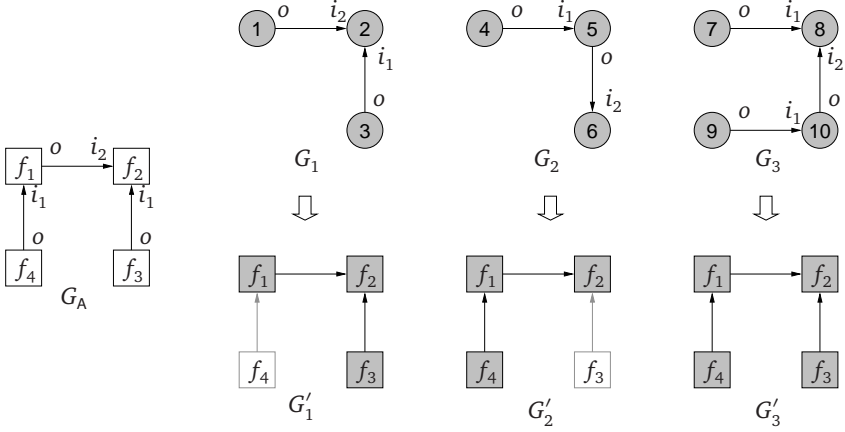 o i₂
1 2
i₁
o
3
G₁
o i₁
4 5
o
i₂
6
G₂
o i₁
7 8
i₂
o i₁ o
9 10
G₃
o i₂
f₁ f₂
i₁ i₁
o o
f₄ f₃
G_A
f₁ f₂
f₄ f₃
G′₁
f₁ f₂
f₄ f₃
G′₂
f₁ f₂
f₄ f₃
G′₃